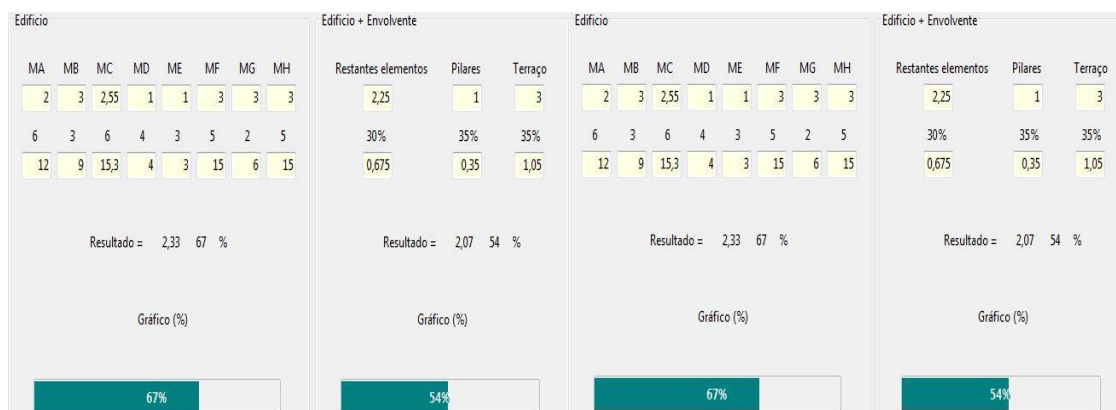 Edificio
MA MB MC MD ME MF MG MH
2 3 2,55 1 1 3 3 3
6 3 6 4 3 5 2 5
12 9 15,3 4 3 15 6 15
Resultado = 2,33 67 %
Gráfico (%)
67%
Edificio + Envolvente
Restantes elementos Pilares Terraço
2,25 1 3
30% 35% 35%
0,675 0,35 1,05
Resultado = 2,07 54 %
Gráfico (%)
54%
Edificio
MA MB MC MD ME MF MG MH
2 3 2,55 1 1 3 3 3
6 3 6 4 3 5 2 5
12 9 15,3 4 3 15 6 15
Resultado = 2,33 67 %
Gráfico (%)
67%
Edificio + Envolvente
Restantes elementos Pilares Terraço
2,25 1 3
30% 35% 35%
0,675 0,35 1,05
Resultado = 2,07 54 %
Gráfico (%)
54%